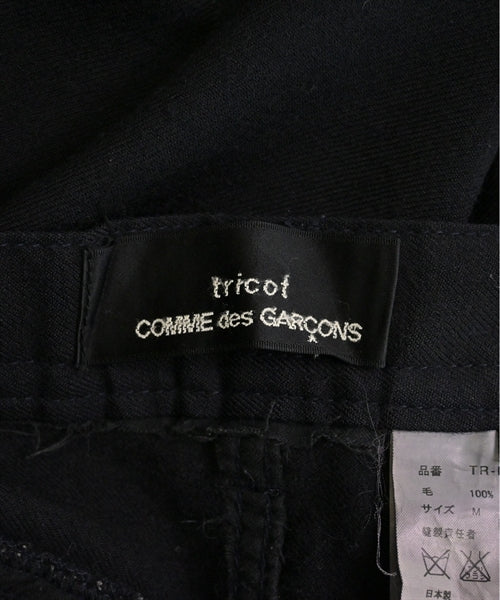 tricot
COMME des GARÇONS
品番 TR-
毛 100%
サイズ M
縫製責任者
日本製